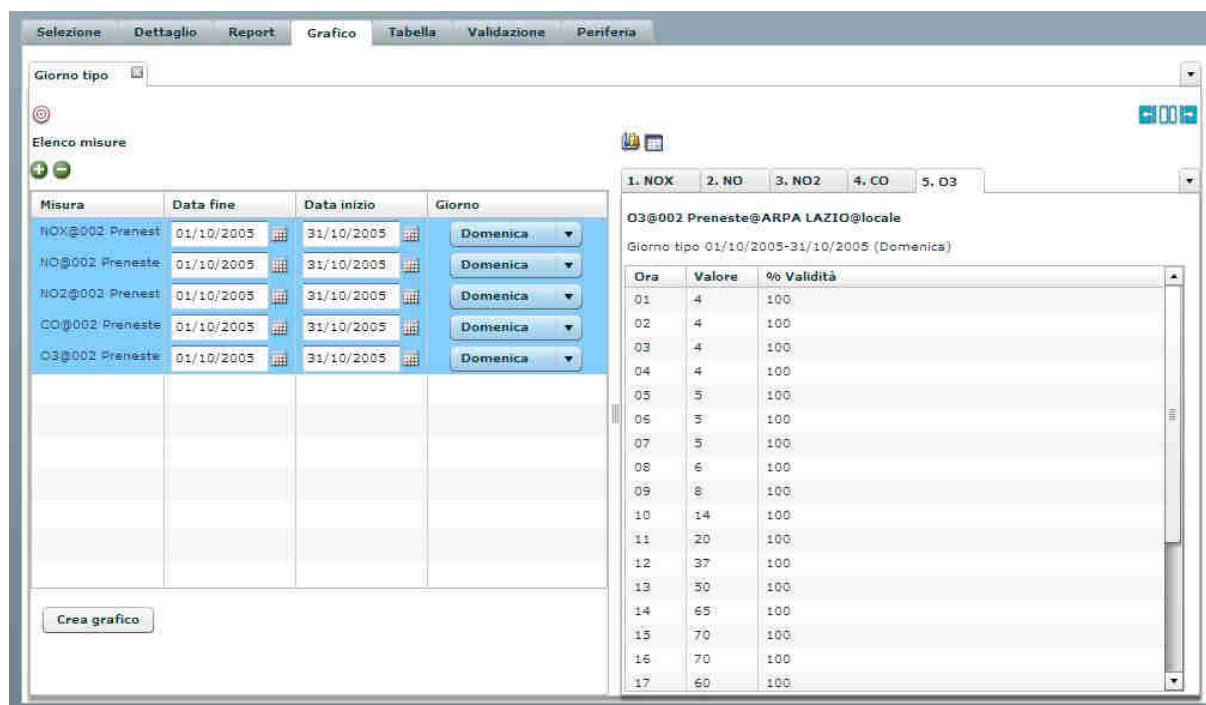 Selezione Dettaglio Report Grafico Tabella Validazione Periferia
Giorno tipo
Elenco misure
Misura Data fine Data inizio Giorno
NOX@002 Prenest 01/10/2005 31/10/2005 Domenica
NO@002 Preneste 01/10/2005 31/10/2005 Domenica
NO2@002 Prenest 01/10/2005 31/10/2005 Domenica
CO@002 Preneste 01/10/2005 31/10/2005 Domenica
O3@002 Preneste 01/10/2005 31/10/2005 Domenica
Crea grafico
1. NOX 2. NO 3. NO2 4. CO 5. O3
O3@002 Preneste@ARPA LAZIO@locale
Giorno tipo 01/10/2005-31/10/2005 (Domenica)
Ora Valore % Validità
01 4 100
02 4 100
03 4 100
04 4 100
05 5 100
06 5 100
07 5 100
08 6 100
09 8 100
10 14 100
11 20 100
12 37 100
13 50 100
14 65 100
15 70 100
16 70 100
17 60 100